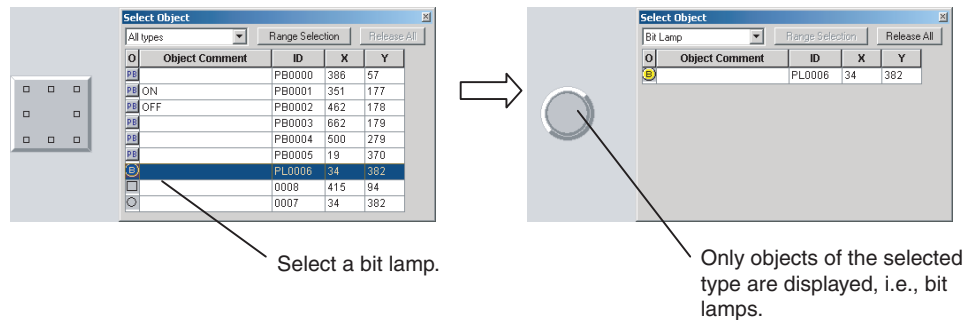 Select Object
All types Range Selection Release All
O Object Comment ID X Y
PB PB0000 386 57
PB ON PB0001 351 177
PB OFF PB0002 462 178
PB PB0003 662 179
PB PB0004 500 279
PB PB0005 19 370
B PL0006 34 382
0008 415 94
0007 34 382
Select a bit lamp.
Select Object
Bit Lamp Range Selection Release All
O Object Comment ID X Y
B PL0006 34 382
Only objects of the selected
type are displayed, i.e., bit
lamps.